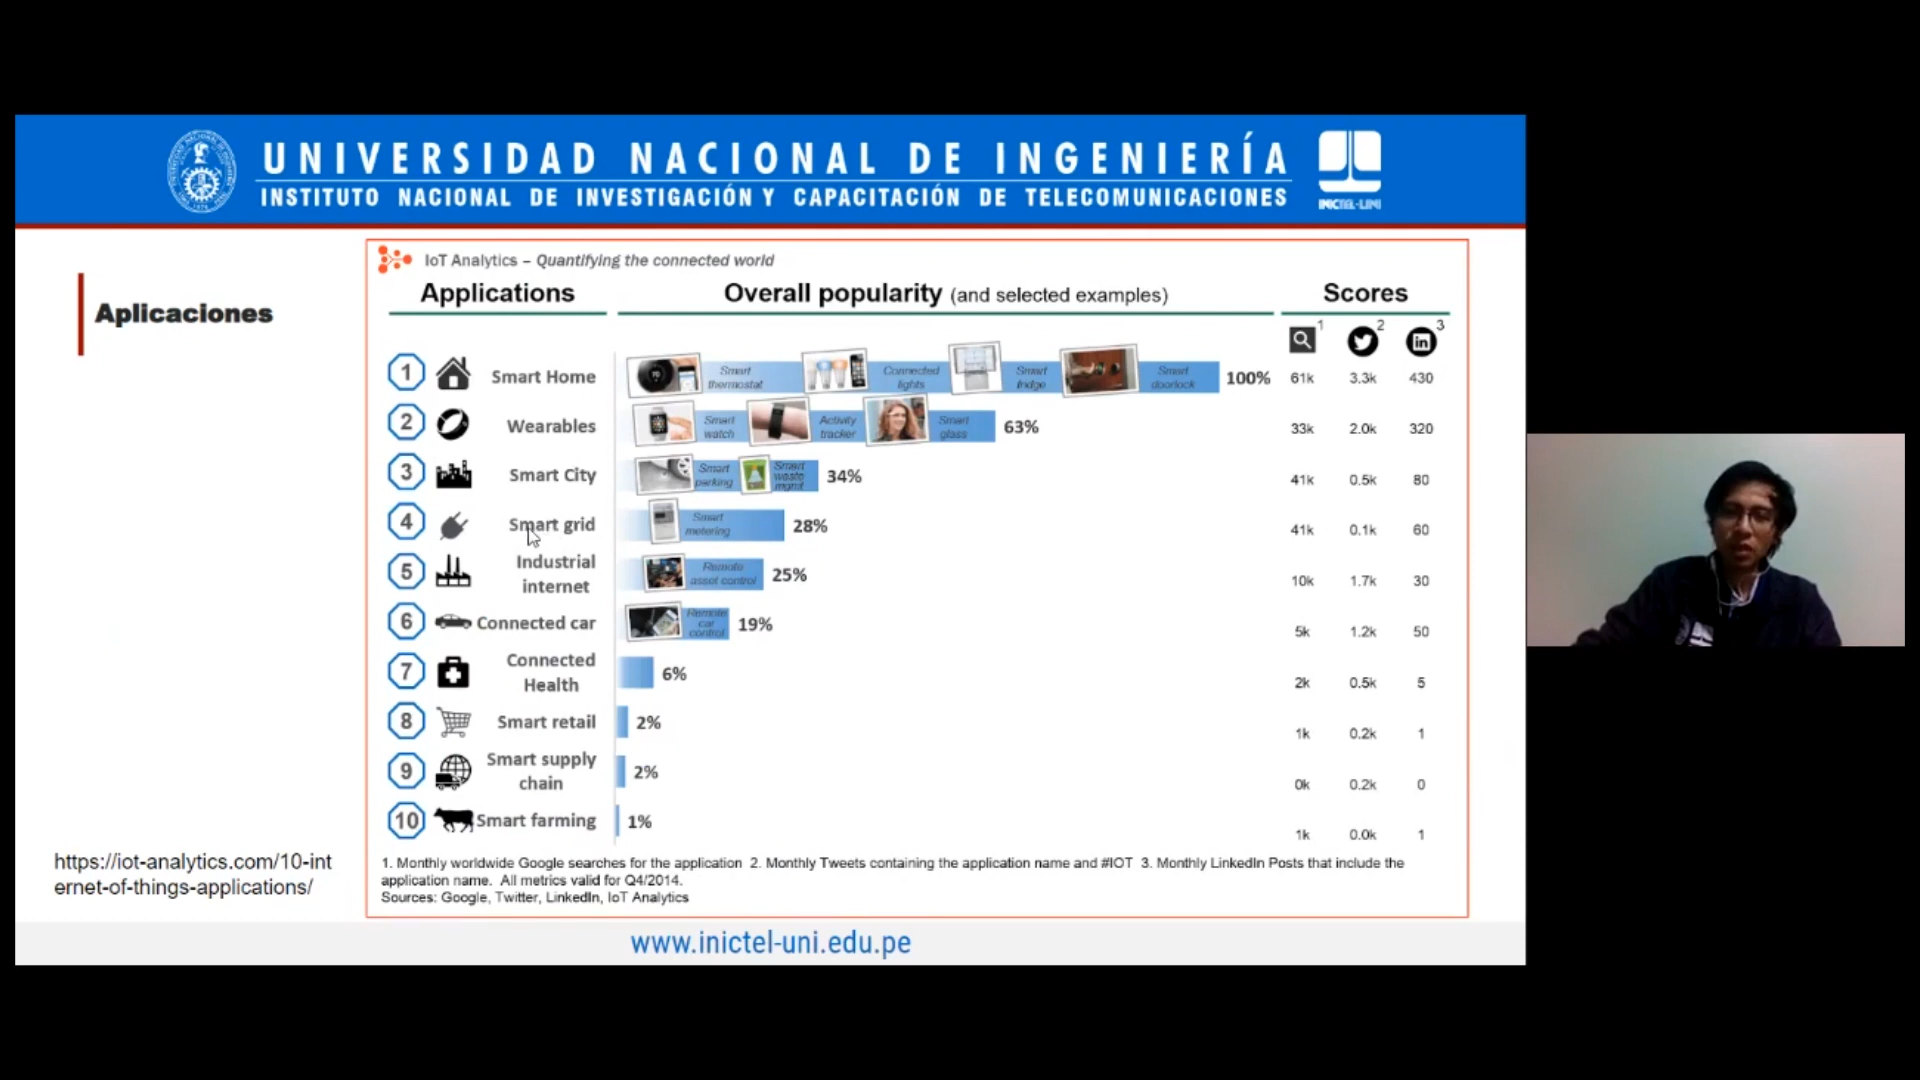 UNIVERSIDAD NACIONAL DE INGENIERÍA
INSTITUTO NACIONAL DE INVESTIGACIÓN Y CAPACITACIÓN DE TELECOMUNICACIONES
INICTEL-UNI
Aplicaciones
IoT Analytics – Quantifying the connected world
Applications
Overall popularity (and selected examples)
Scores
1 2 3
1 Smart Home Smart thermostat Connected lights Smart fridge Smart doorlock 100% 61k 3.3k 430
2 Wearables Smart watch Activity tracker Smart glass 63% 33k 2.0k 320
3 Smart City Smart parking Smart waste mgmt 34% 41k 0.5k 80
4 Smart grid Smart metering 28% 41k 0.1k 60
5 Industrial internet Remote asset control 25% 10k 1.7k 30
6 Connected car Remote car control 19% 5k 1.2k 50
7 Connected Health 6% 2k 0.5k 5
8 Smart retail 2% 1k 0.2k 1
9 Smart supply chain 2% 0k 0.2k 0
10 Smart farming 1% 1k 0.0k 1
1. Monthly worldwide Google searches for the application 2. Monthly Tweets containing the application name and #IOT 3. Monthly LinkedIn Posts that include the
application name. All metrics valid for Q4/2014.
Sources: Google, Twitter, LinkedIn, IoT Analytics
https://iot-analytics.com/10-int
ernet-of-things-applications/
www.inictel-uni.edu.pe